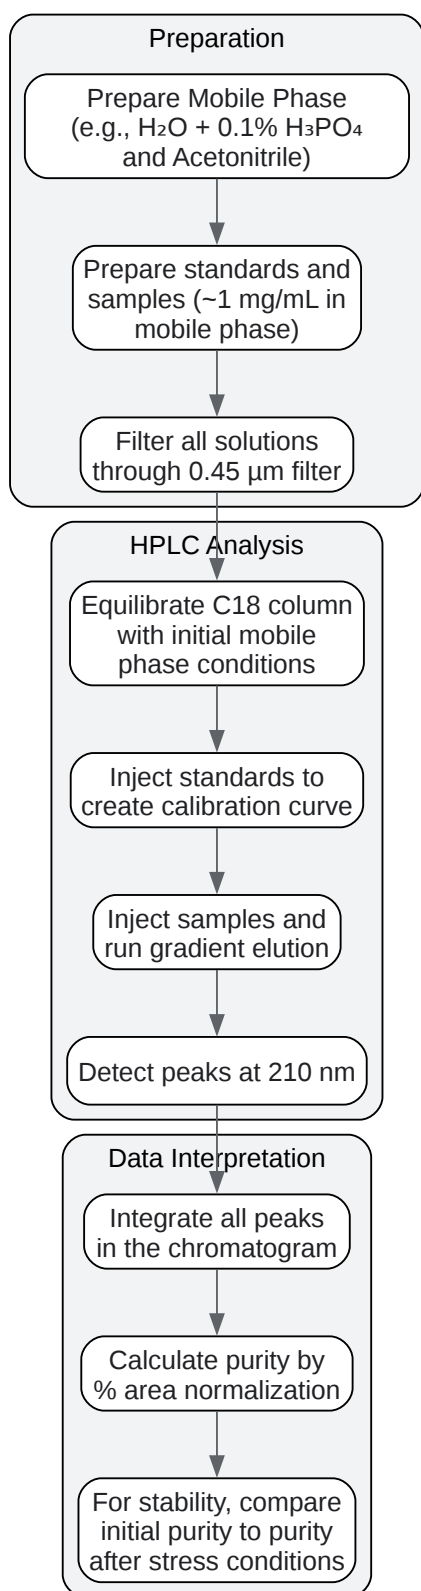 Preparation
Prepare Mobile Phase
(e.g., H₂O + 0.1% H₃PO₄
and Acetonitrile)
Prepare standards and
samples (~1 mg/mL in
mobile phase)
Filter all solutions
through 0.45 µm filter
HPLC Analysis
Equilibrate C18 column
with initial mobile
phase conditions
Inject standards to
create calibration curve
Inject samples and
run gradient elution
Detect peaks at 210 nm
Data Interpretation
Integrate all peaks
in the chromatogram
Calculate purity by
% area normalization
For stability, compare
initial purity to purity
after stress conditions